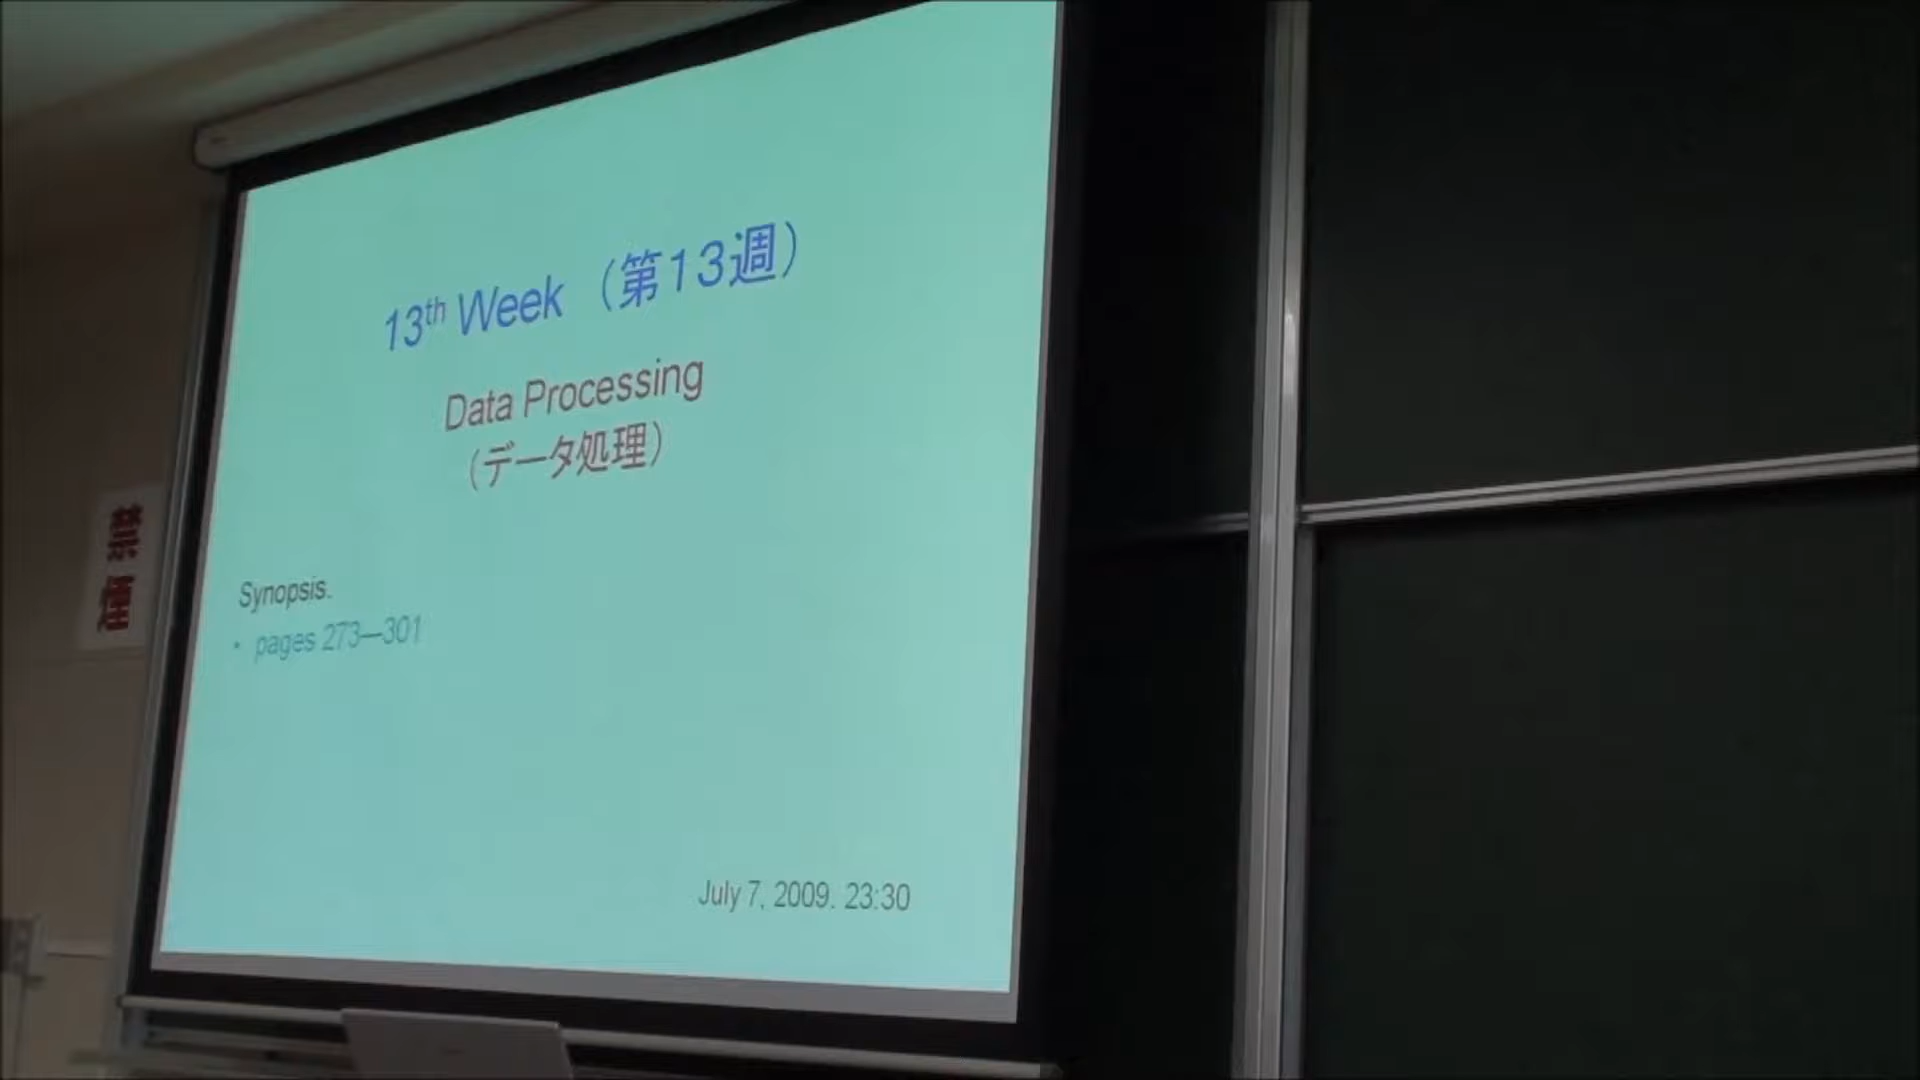 13th Week（第13週）
Data Processing
（データ処理）
Synopsis.
• pages 273—301
July 7, 2009. 23:30
禁煙